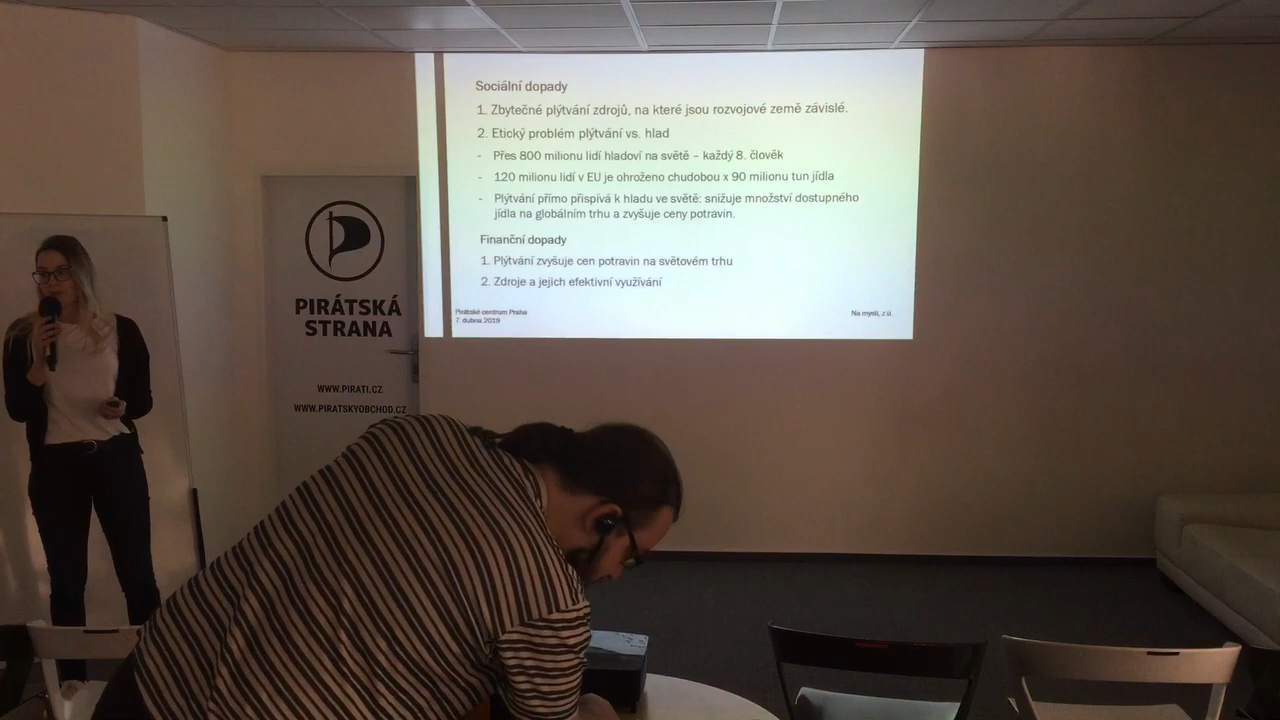 Sociální dopady
1. Zbytečné plýtvání zdrojů, na které jsou rozvojové země závislé.
2. Etický problém plýtvání vs. hlad
- Přes 800 milionu lidí hladoví na světě – každý 8. člověk
- 120 milionu lidí v EU je ohroženo chudobou x 90 milionu tun jídla
- Plýtvání přímo přispívá k hladu ve světě: snižuje množství dostupného
jídla na globálním trhu a zvyšuje ceny potravin.
Finanční dopady
1. Plýtvání zvyšuje cen potravin na světovém trhu
2. Zdroje a jejich efektivní využívání
Pirátské centrum Praha
7. dubna 2019
Na mysli, z.ú.
PIRÁTSKÁ
STRANA
WWW.PIRATI.CZ
WWW.PIRATSKYOBCHOD.CZ